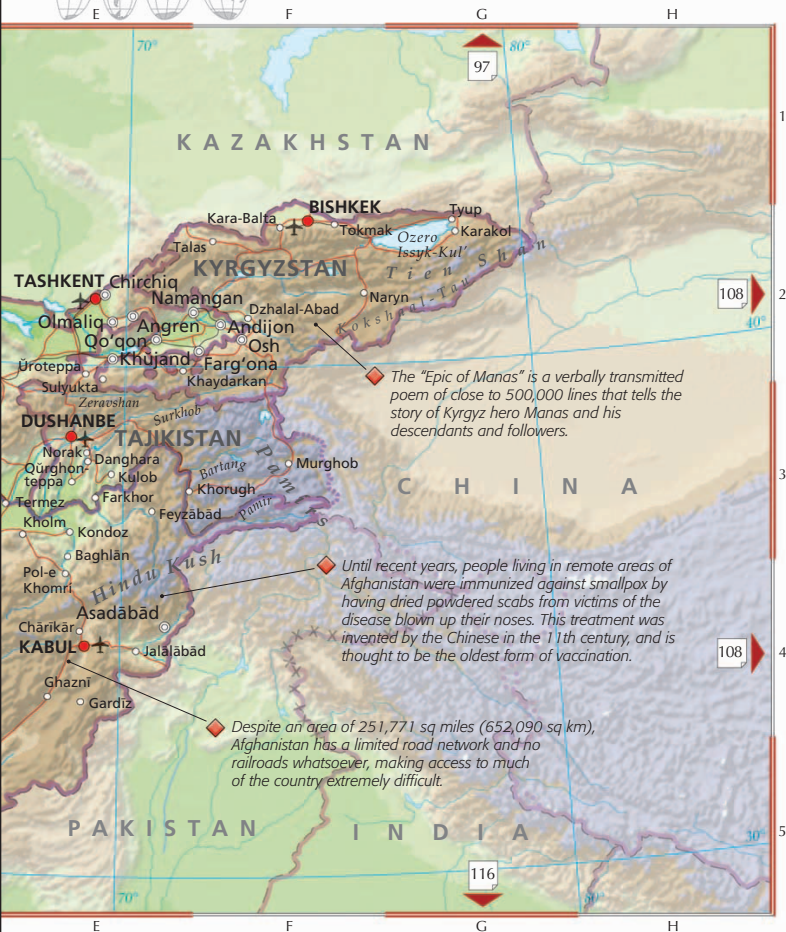 E F G H
70° 80°
97
1
KAZAKHSTAN
BISHKEK
Kara-Balta
Tyup
Tokmak
Karakol
Talas
Ozero
Issyk-Kul'
KYRGYZSTAN
Tien Shan
TASHKENT Chirchiq
Namangan
Naryn
108
2
Dzhalal-Abad
Kokshaal-Tau
40°
Olmaliq
Angren
Andijon
Qo'qon
Osh
Khŭjand
Farg'ona
Ŭroteppa
Khaydarkan
Sulyukta
The "Epic of Manas" is a verbally transmitted
poem of close to 500,000 lines that tells the
story of Kyrgyz hero Manas and his
descendants and followers.
Zeravshan
Surkhob
DUSHANBE
TAJIKISTAN
Norak
Danghara
Qŭrghon-
teppa
Kulob
Bartang
Pamirs
Murghob
3
CHINA
Khorugh
Farkhor
Termez
Feyzābād
Pamir
Kholm
Kondoz
Baghlān
Pol-e
Khomrī
Hindu Kush
Until recent years, people living in remote areas of
Afghanistan were immunized against smallpox by
having dried powdered scabs from victims of the
disease blown up their noses. This treatment was
invented by the Chinese in the 11th century, and is
thought to be the oldest form of vaccination.
Asadābād
Chārīkār
KABUL
Jalālābād
108
4
Ghaznī
Gardīz
Despite an area of 251,771 sq miles (652,090 sq km),
Afghanistan has a limited road network and no
railroads whatsoever, making access to much
of the country extremely difficult.
PAKISTAN
INDIA
30°
5
116
70° 80°
E F G H